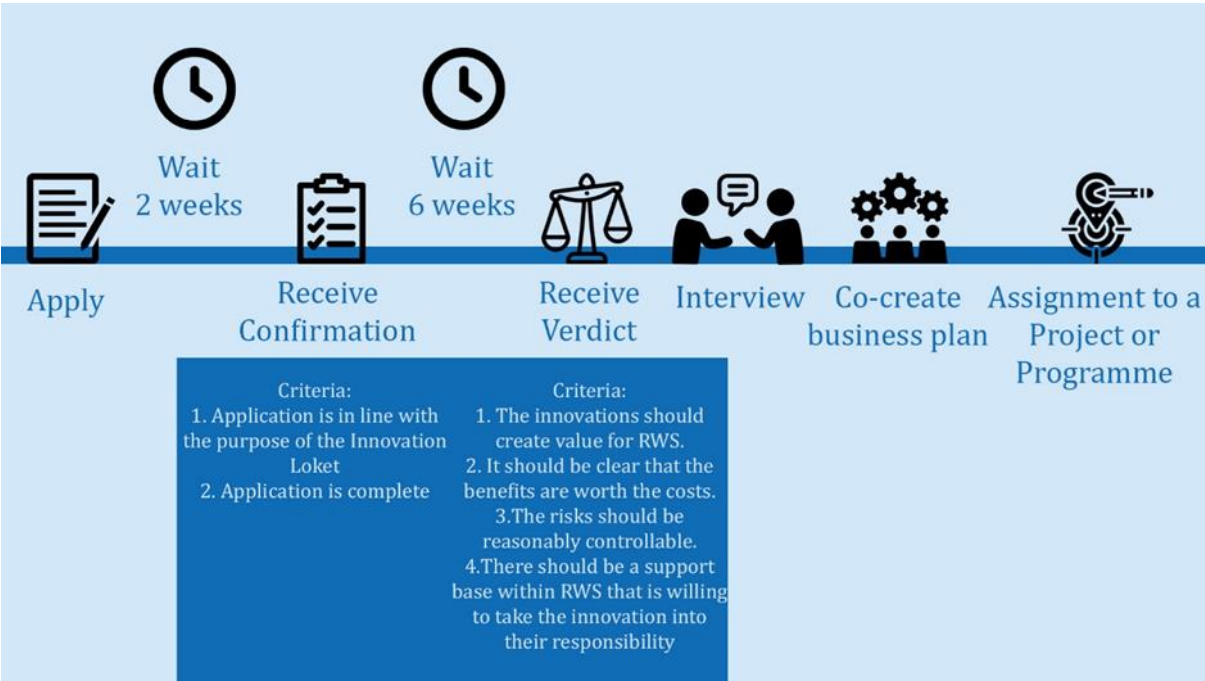 Wait
2 weeks
Wait
6 weeks
Apply
Receive
Confirmation
Receive
Verdict
Interview
Co-create
business plan
Assignment to a
Project or
Programme
Criteria:
1. Application is in line with
the purpose of the Innovation
Loket
2. Application is complete
Criteria:
1. The innovations should
create value for RWS.
2. It should be clear that the
benefits are worth the costs.
3.The risks should be
reasonably controllable.
4.There should be a support
base within RWS that is willing
to take the innovation into
their responsibility